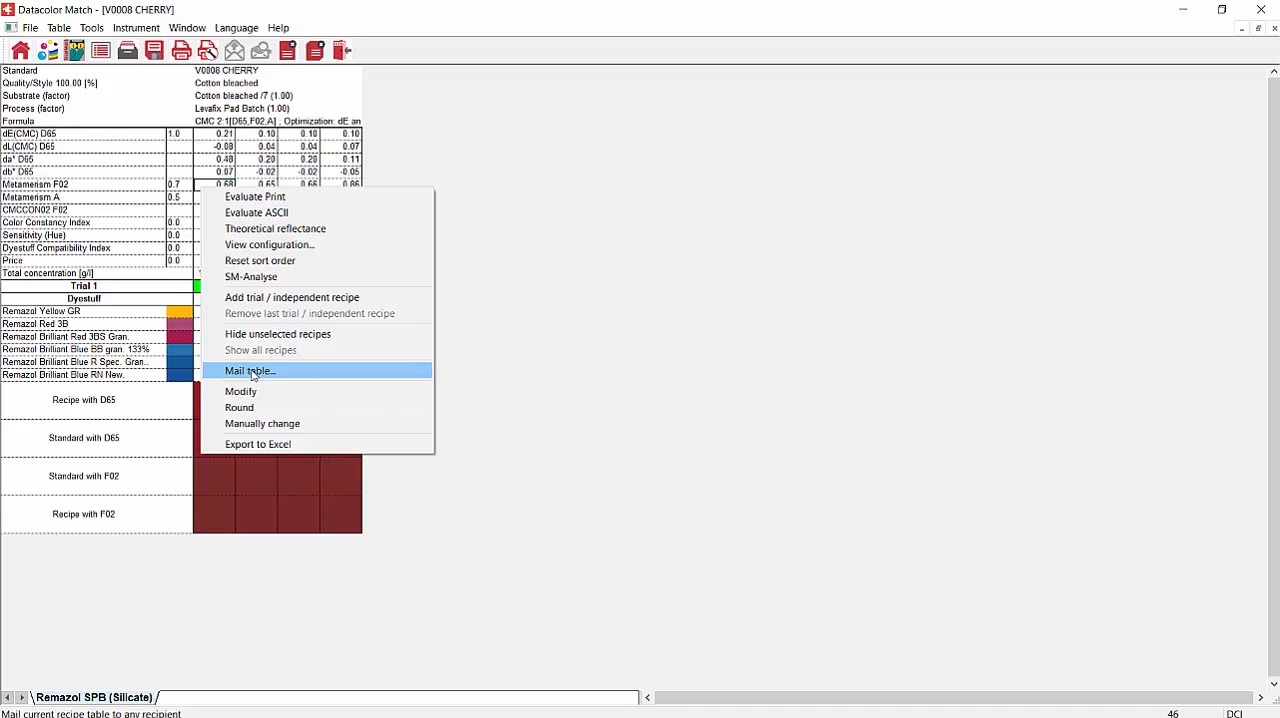 Datacolor Match - [V0008 CHERRY]
File Table Tools Instrument Window Language Help
Standard V0008 CHERRY
Quality/Style 100.00 [%] Cotton bleached
Substrate (factor) Cotton bleached /7 (1.00)
Process (factor) Levafix Pad Batch (1.00)
Formula CMC 2:1[D65,F02,A] ; Optimization: dE an
dE(CMC) D65 1.0 0.21 0.10 0.10 0.10
dL(CMC) D65 -0.08 0.04 0.04 0.07
da* D65 0.48 0.20 0.20 0.11
db* D65 0.07 -0.02 -0.02 -0.05
Metamerism F02 0.7 0.68 0.65 0.66 0.86
Metamerism A 0.5
CMCCON02 F02
Color Constancy Index 0.0
Sensitivity (Hue) 0.0
Dyestuff Compatibility Index 0.0
Price 0.0
Total concentration [g/l]
Trial 1
Dyestuff
Remazol Yellow GR
Remazol Red 3B
Remazol Brilliant Red 3BS Gran.
Remazol Brilliant Blue BB gran. 133%
Remazol Brilliant Blue R Spec. Gran..
Remazol Brilliant Blue RN New.
Recipe with D65
Standard with D65
Standard with F02
Recipe with F02
Evaluate Print
Evaluate ASCII
Theoretical reflectance
View configuration...
Reset sort order
SM-Analyse
Add trial / independent recipe
Remove last trial / independent recipe
Hide unselected recipes
Show all recipes
Mail table...
Modify
Round
Manually change
Export to Excel
Remazol SPB (Silicate)
Mail current recipe table to any recipient 46 DCI